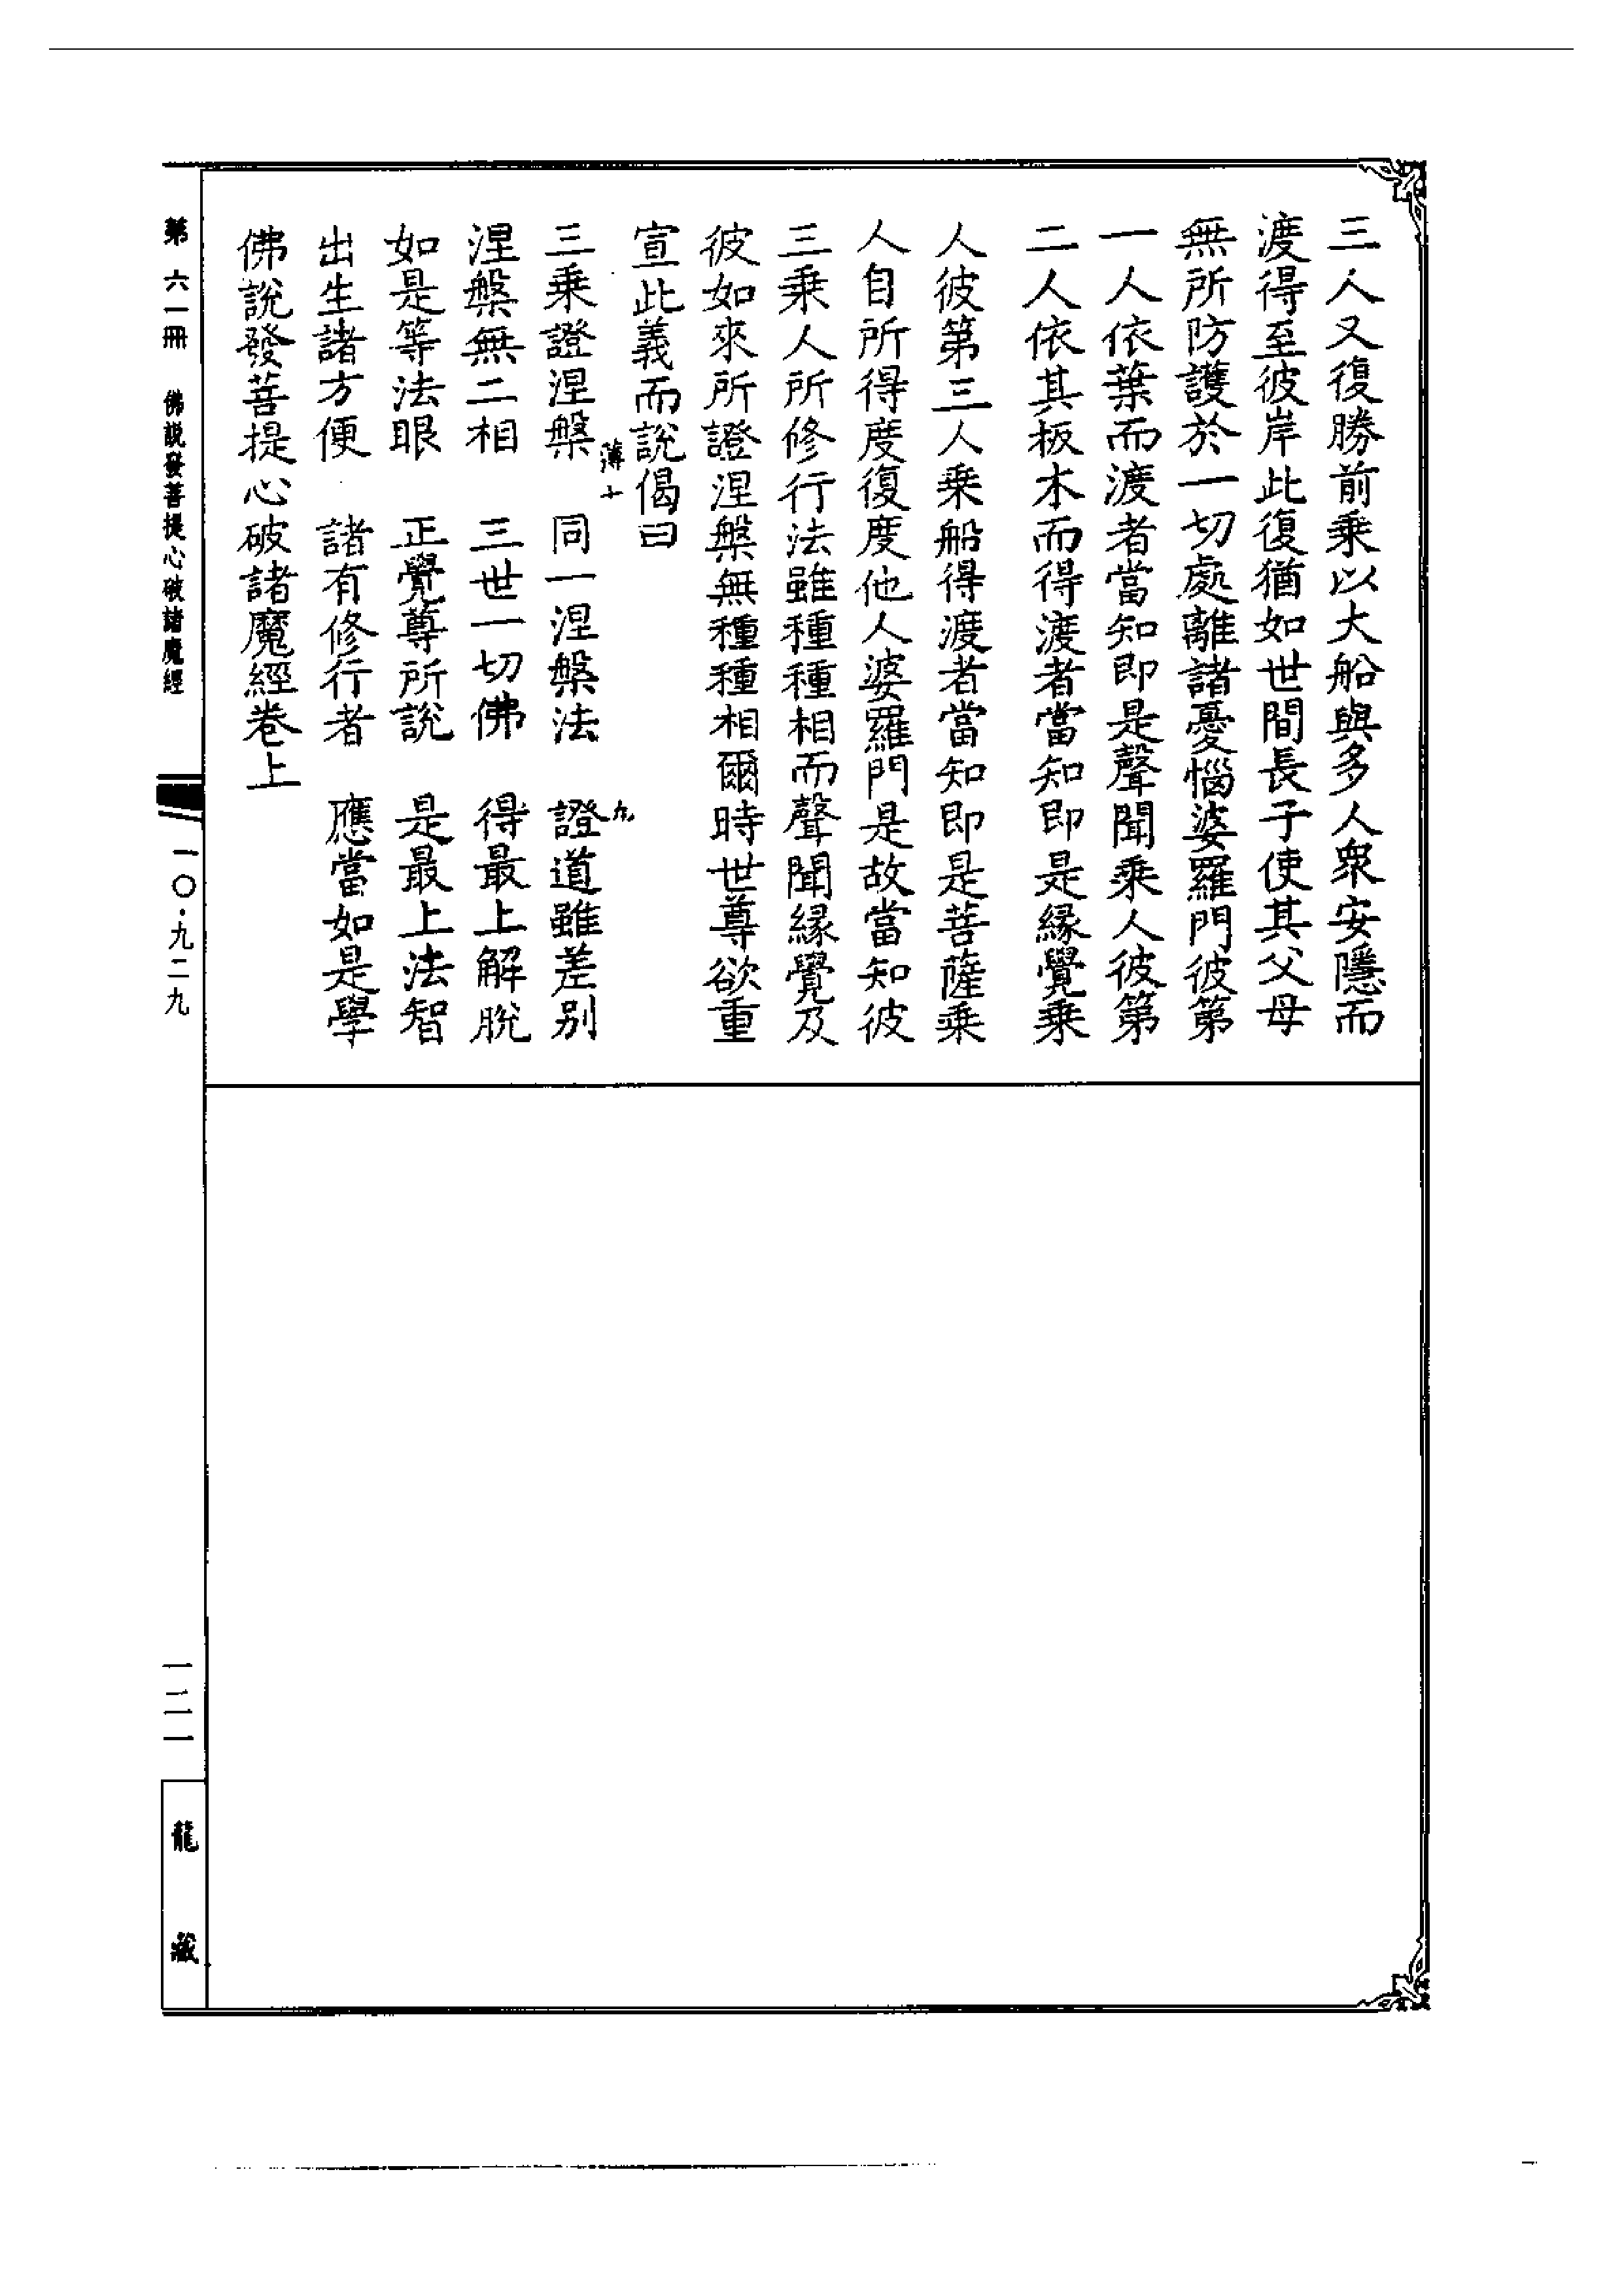 三人又復勝前乘以大船與多人衆安隱而
渡得至彼岸此復猶如世間長子使其父母
無所防護於一切處離諸憂惱婆羅門彼第
一人依葉而渡者當知即是聲聞乘人彼第
二人依其板木而得渡者當知即是縁覺乘
人彼第三人乘船得渡者當知即是菩薩乘
人自所得度復度他人婆羅門是故當知彼
三乘人所修行法雖種種相而聲聞縁覺及
彼如來所證涅槃無種種相爾時世尊欲重
宣此義而說偈曰
薄十
九
三乘證涅槃　同一涅槃法　證道雖差别
涅槃無二相　三世一切佛　得最上解脫
如是等法眼　正覺尊所說　是最上法智
出生諸方便　諸有修行者　應當如是學
佛說發菩提心破諸魔經卷上
第六一冊　佛說發菩提心破諸魔經
一〇·九二九
一二一
龍藏